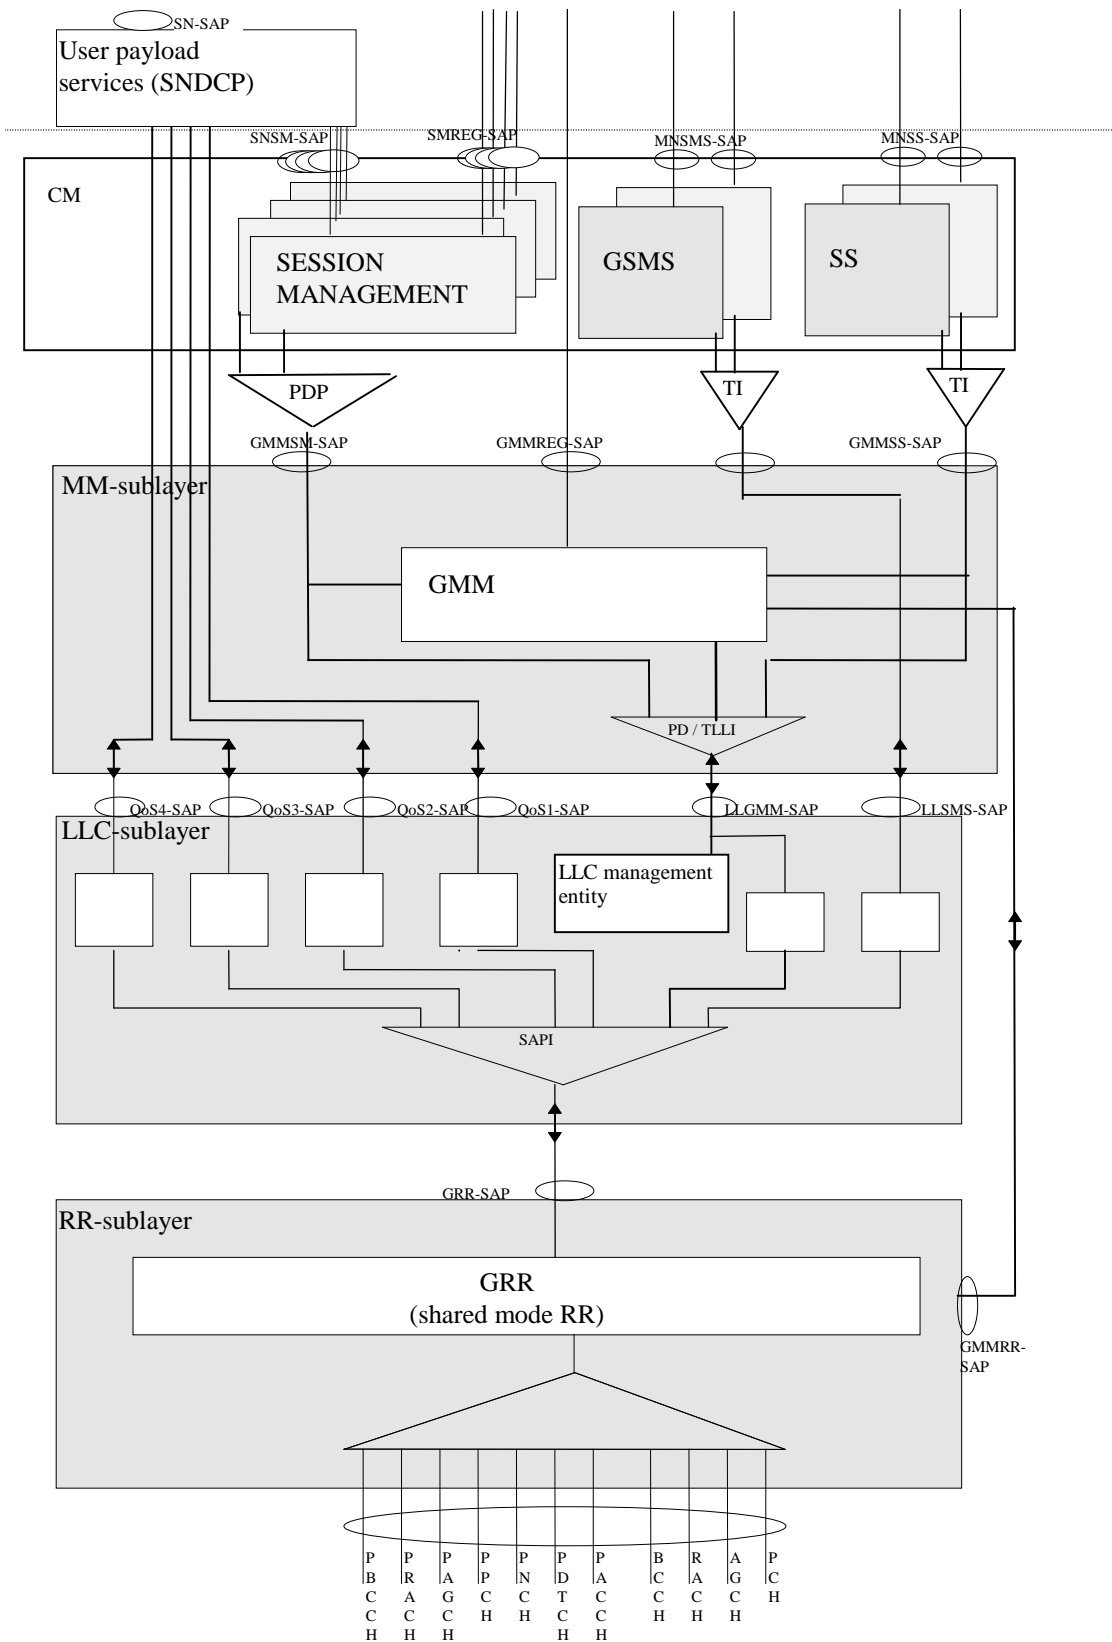 SN-SAP
User payload
services (SNDCP)
SNSM-SAP
SMREG-SAP
MNSMS-SAP
MNSS-SAP
CM
SESSION
MANAGEMENT
GSMS
SS
PDP
TI
TI
GMMSM-SAP
GMMREG-SAP
GMMSS-SAP
MM-sublayer
GMM
PD / TLLI
QoS4-SAP
QoS3-SAP
QoS2-SAP
QoS1-SAP
LLGMM-SAP
LLSMS-SAP
LLC-sublayer
LLC management
entity
SAPI
GRR-SAP
RR-sublayer
GRR
(shared mode RR)
GMMRR-
SAP
PBCCH
PRACH
PAGCH
PPCH
PNCH
PDTCH
PACCH
BCCH
RACH
AGCH
PCH